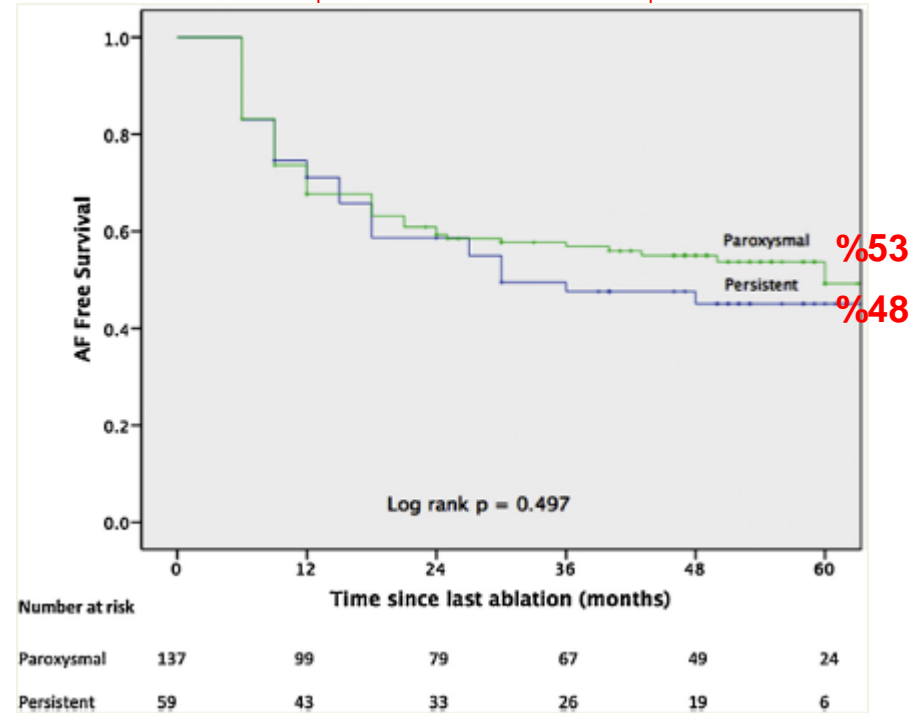 1.0
0.8
0.6
0.4
0.2
0.0
AF Free Survival
Paroxysmal
%53
Persistent
%48
Log rank p = 0.497
0 12 24 36 48 60
Time since last ablation (months)
Number at risk
Paroxysmal 137 99 79 67 49 24
Persistent 59 43 33 26 19 6